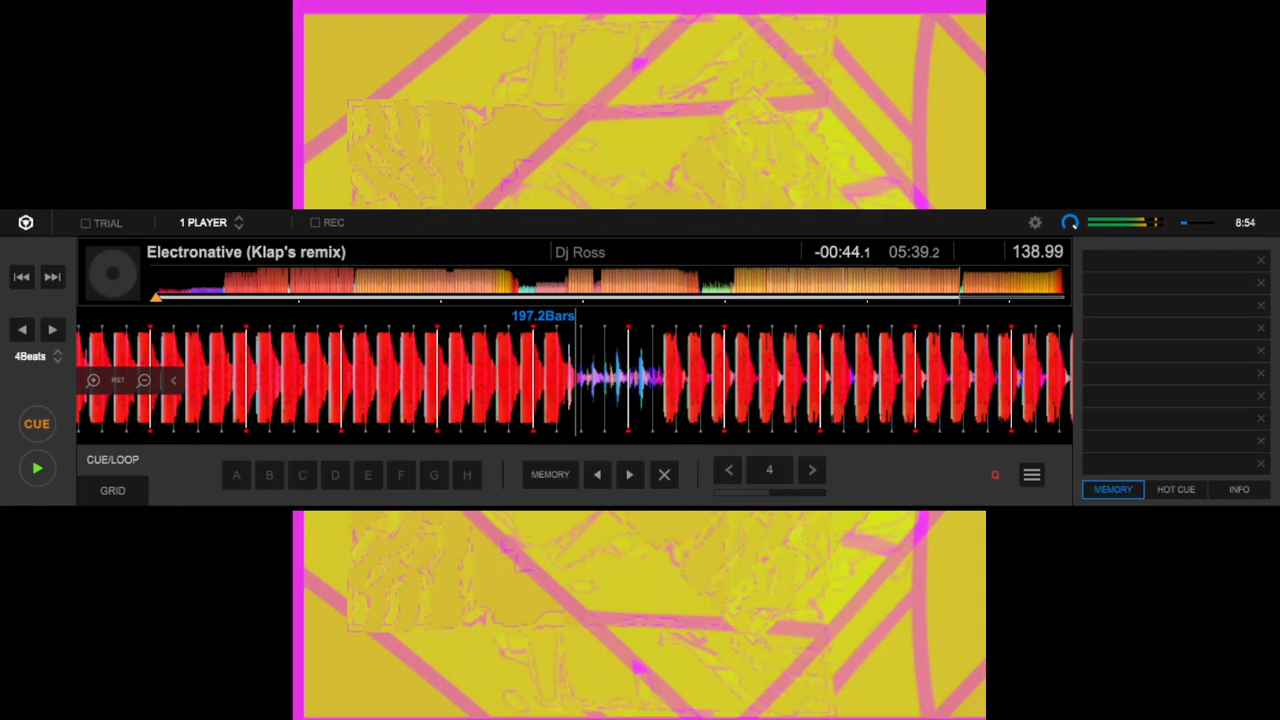 TRIAL 1 PLAYER REC 8:54
Electronative (Klap's remix) Dj Ross -00:44.1 05:39.2 138.99
197.2Bars
4Beats
RST
CUE
CUE/LOOP
GRID
A B C D E F G H MEMORY 4 Q
MEMORY HOT CUE INFO